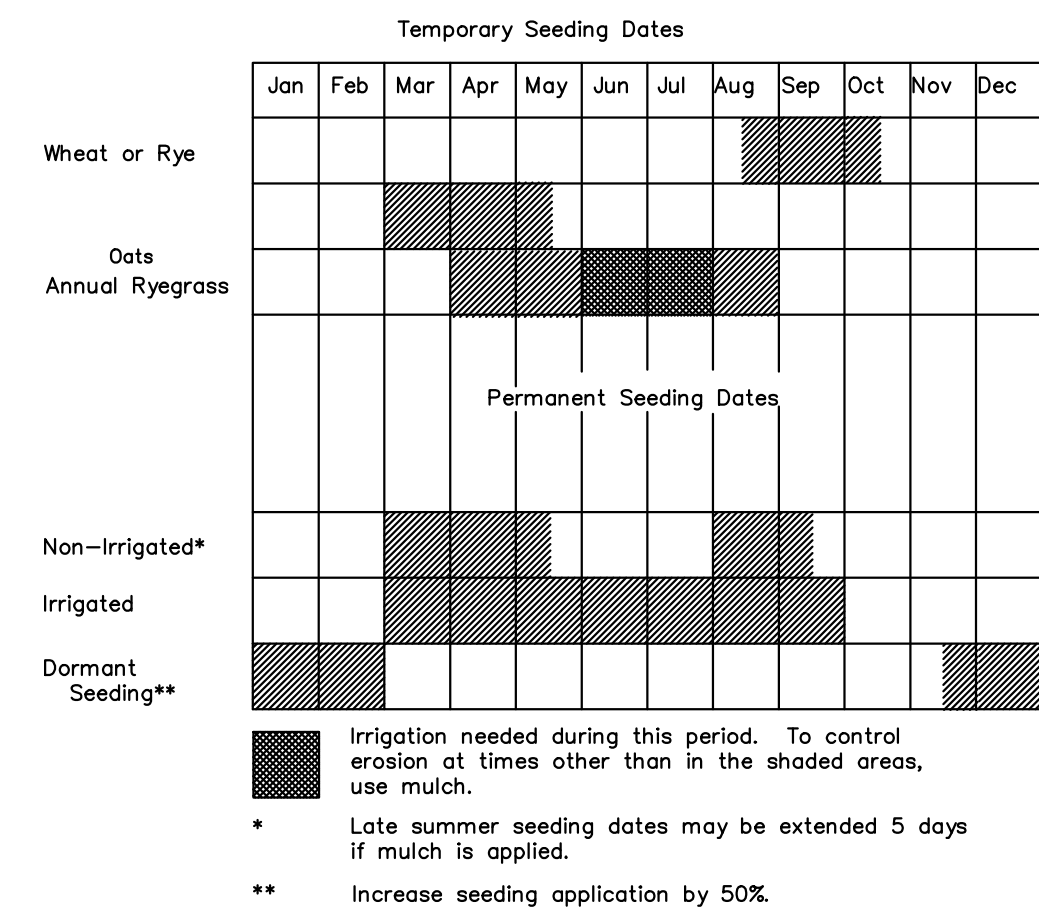 Temporary Seeding Dates
Jan Feb Mar Apr May Jun Jul Aug Sep Oct Nov Dec
Wheat or Rye
Oats
Annual Ryegrass
Permanent Seeding Dates
Non-Irrigated*
Irrigated
Dormant
Seeding**
Irrigation needed during this period. To control
erosion at times other than in the shaded areas,
use mulch.
* Late summer seeding dates may be extended 5 days
if mulch is applied.
** Increase seeding application by 50%.